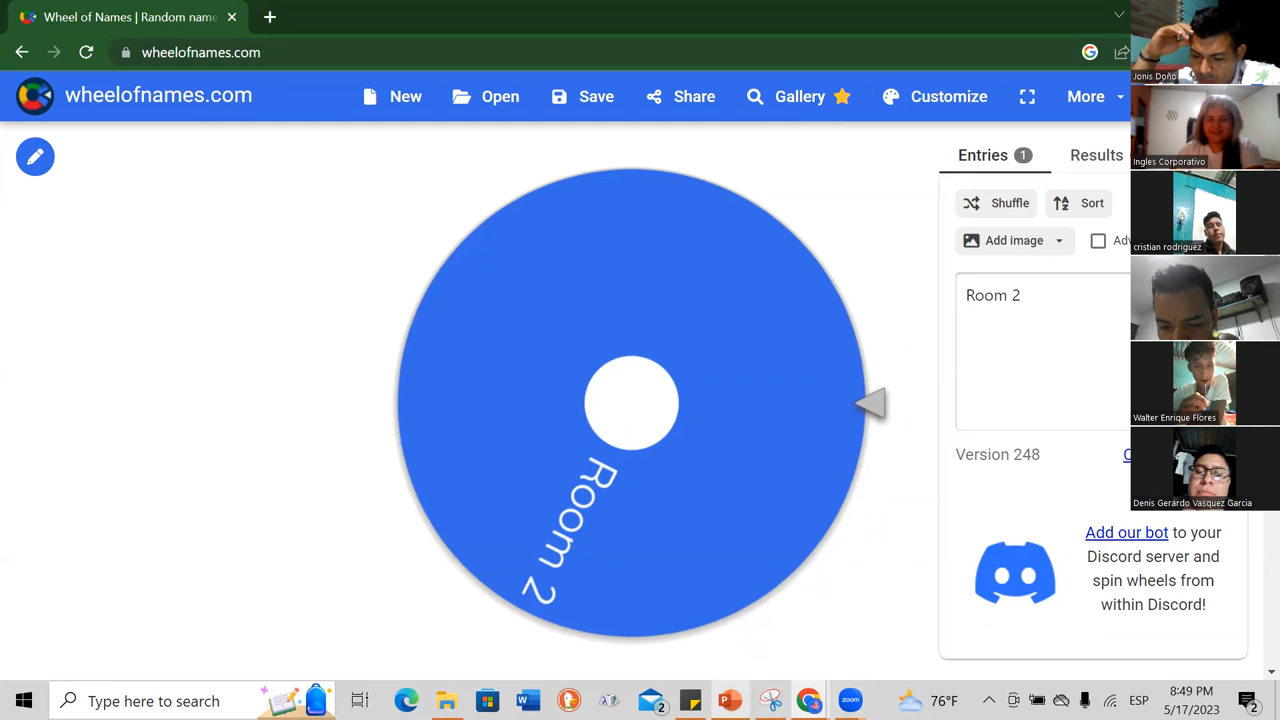 Wheel of Names | Random name
wheelofnames.com
wheelofnames.com
New
Open
Save
Share
Gallery
Customize
More
Entries 1
Results
Shuffle
Sort
Add image
Room 2
Version 248
Add our bot to your
Discord server and
spin wheels from
within Discord!
Room 2
Jonis Doño
Ingles Corporativo
cristian rodriguez
Walter Enrique Flores
Denis Gerardo Vasquez Garcia
Type here to search
2
zoom
76°F
ESP
8:49 PM
5/17/2023
2